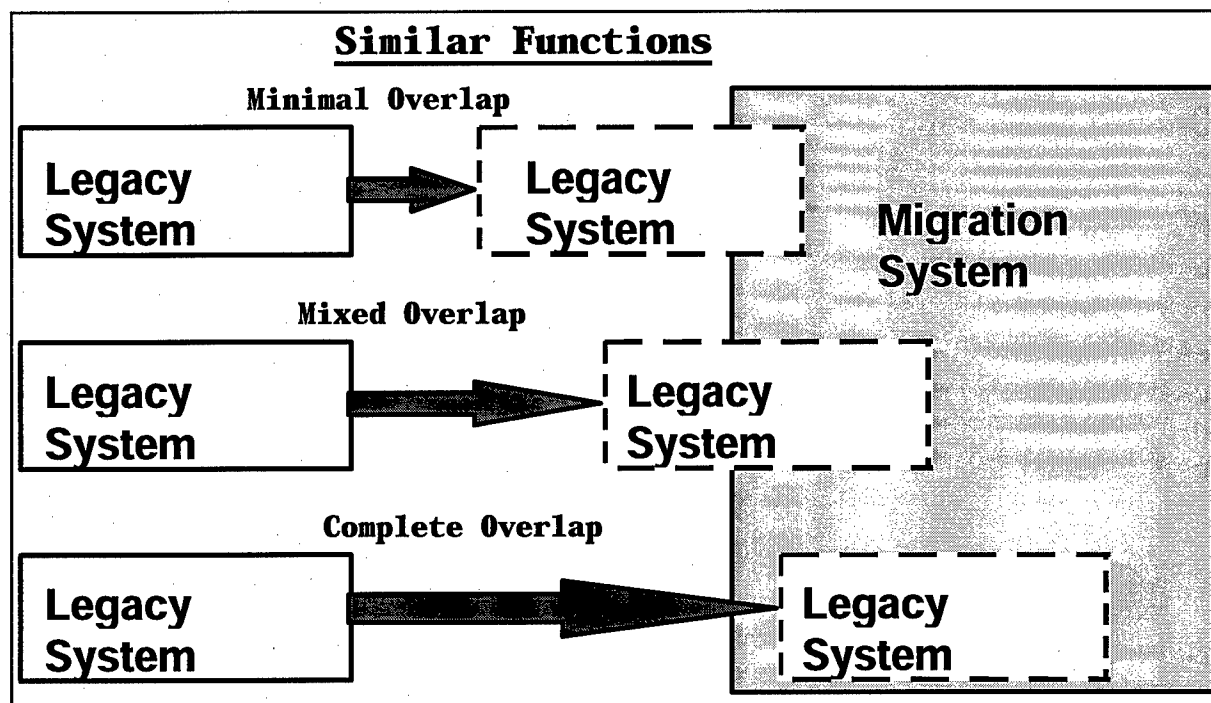 Similar Functions
Minimal Overlap
Legacy
System
Legacy
System
Migration
System
Mixed Overlap
Legacy
System
Legacy
System
Complete Overlap
Legacy
System
Legacy
System